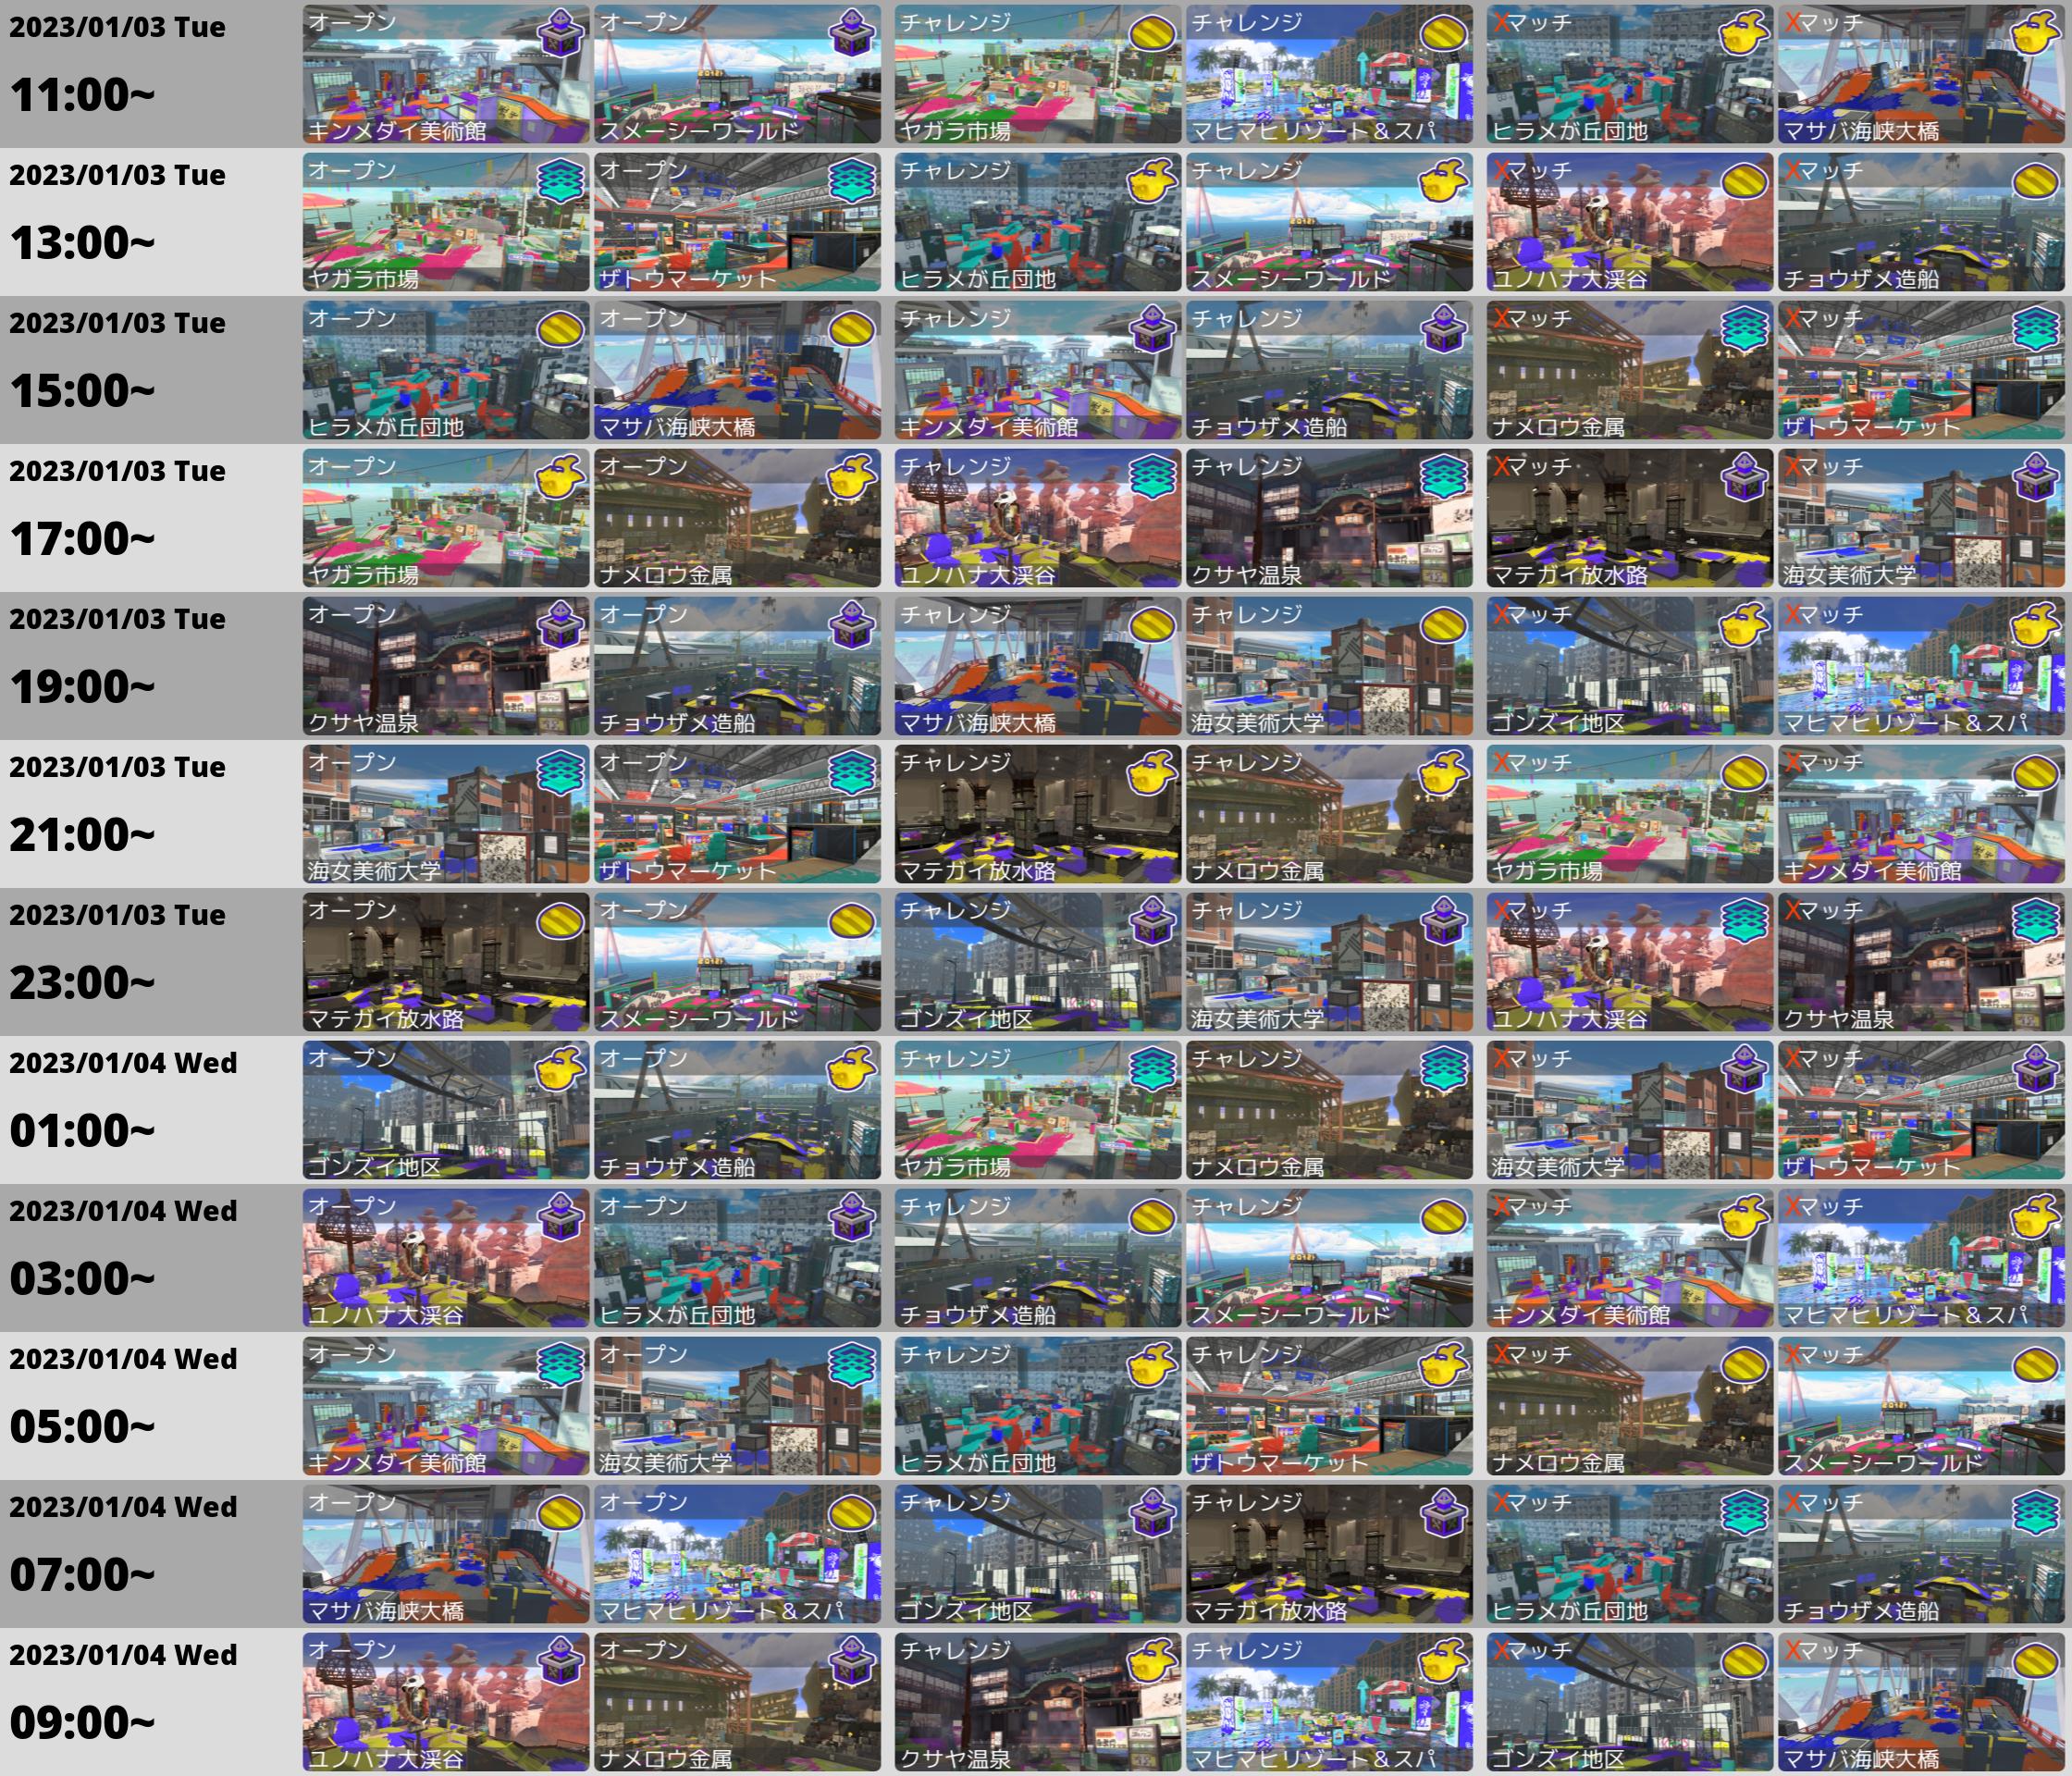 2023/01/03 Tue
11:00~
オープン オープン チャレンジ チャレンジ Xマッチ Xマッチ
キンメダイ美術館 スメーシーワールド ヤガラ市場 マヒマヒリゾート＆スパ ヒラメが丘団地 マサバ海峡大橋
2023/01/03 Tue
13:00~
オープン オープン チャレンジ チャレンジ Xマッチ Xマッチ
ヤガラ市場 ザトウマーケット ヒラメが丘団地 スメーシーワールド ユノハナ大渓谷 チョウザメ造船
2023/01/03 Tue
15:00~
オープン オープン チャレンジ チャレンジ Xマッチ Xマッチ
ヒラメが丘団地 マサバ海峡大橋 キンメダイ美術館 チョウザメ造船 ナメロウ金属 ザトウマーケット
2023/01/03 Tue
17:00~
オープン オープン チャレンジ チャレンジ Xマッチ Xマッチ
ヤガラ市場 ナメロウ金属 ユノハナ大渓谷 クサヤ温泉 マテガイ放水路 海女美術大学
2023/01/03 Tue
19:00~
オープン オープン チャレンジ チャレンジ Xマッチ Xマッチ
クサヤ温泉 チョウザメ造船 マサバ海峡大橋 海女美術大学 ゴンズイ地区 マヒマヒリゾート＆スパ
2023/01/03 Tue
21:00~
オープン オープン チャレンジ チャレンジ Xマッチ Xマッチ
海女美術大学 ザトウマーケット マテガイ放水路 ナメロウ金属 ヤガラ市場 キンメダイ美術館
2023/01/03 Tue
23:00~
オープン オープン チャレンジ チャレンジ Xマッチ Xマッチ
マテガイ放水路 スメーシーワールド ゴンズイ地区 海女美術大学 ユノハナ大渓谷 クサヤ温泉
2023/01/04 Wed
01:00~
オープン オープン チャレンジ チャレンジ Xマッチ Xマッチ
ゴンズイ地区 チョウザメ造船 ヤガラ市場 ナメロウ金属 海女美術大学 ザトウマーケット
2023/01/04 Wed
03:00~
オープン オープン チャレンジ チャレンジ Xマッチ Xマッチ
ユノハナ大渓谷 ヒラメが丘団地 チョウザメ造船 スメーシーワールド キンメダイ美術館 マヒマヒリゾート＆スパ
2023/01/04 Wed
05:00~
オープン オープン チャレンジ チャレンジ Xマッチ Xマッチ
キンメダイ美術館 海女美術大学 ヒラメが丘団地 ザトウマーケット ナメロウ金属 スメーシーワールド
2023/01/04 Wed
07:00~
オープン オープン チャレンジ チャレンジ Xマッチ Xマッチ
マサバ海峡大橋 マヒマヒリゾート＆スパ ゴンズイ地区 マテガイ放水路 ヒラメが丘団地 チョウザメ造船
2023/01/04 Wed
09:00~
オープン オープン チャレンジ チャレンジ Xマッチ Xマッチ
ユノハナ大渓谷 ナメロウ金属 クサヤ温泉 マヒマヒリゾート＆スパ ゴンズイ地区 マサバ海峡大橋